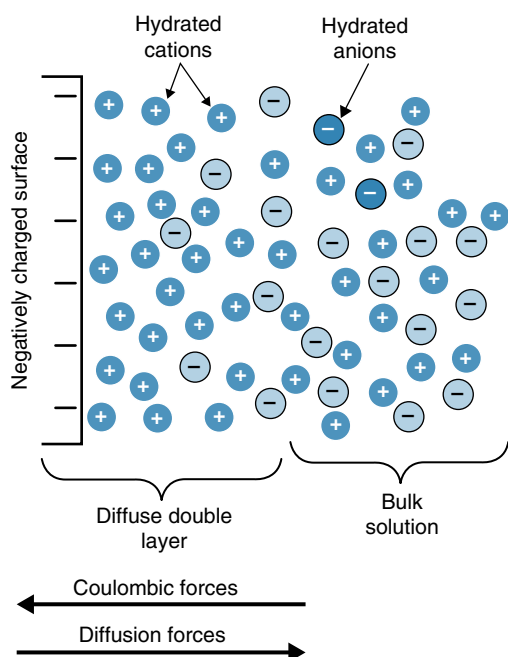 Hydrated
cations
Hydrated
anions
Negatively charged surface
Diffuse double
layer
Bulk
solution
Coulombic forces
Diffusion forces